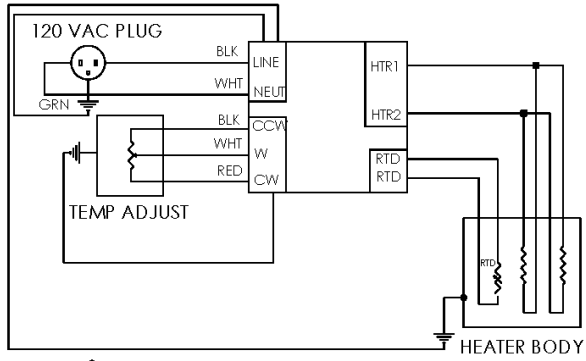 120 VAC PLUG
BLK
LINE
HTR1
WHT
NEUT
GRN
HTR2
BLK
CCW
WHT
W
RTD
RED
CW
RTD
TEMP ADJUST
RTD
HEATER BODY